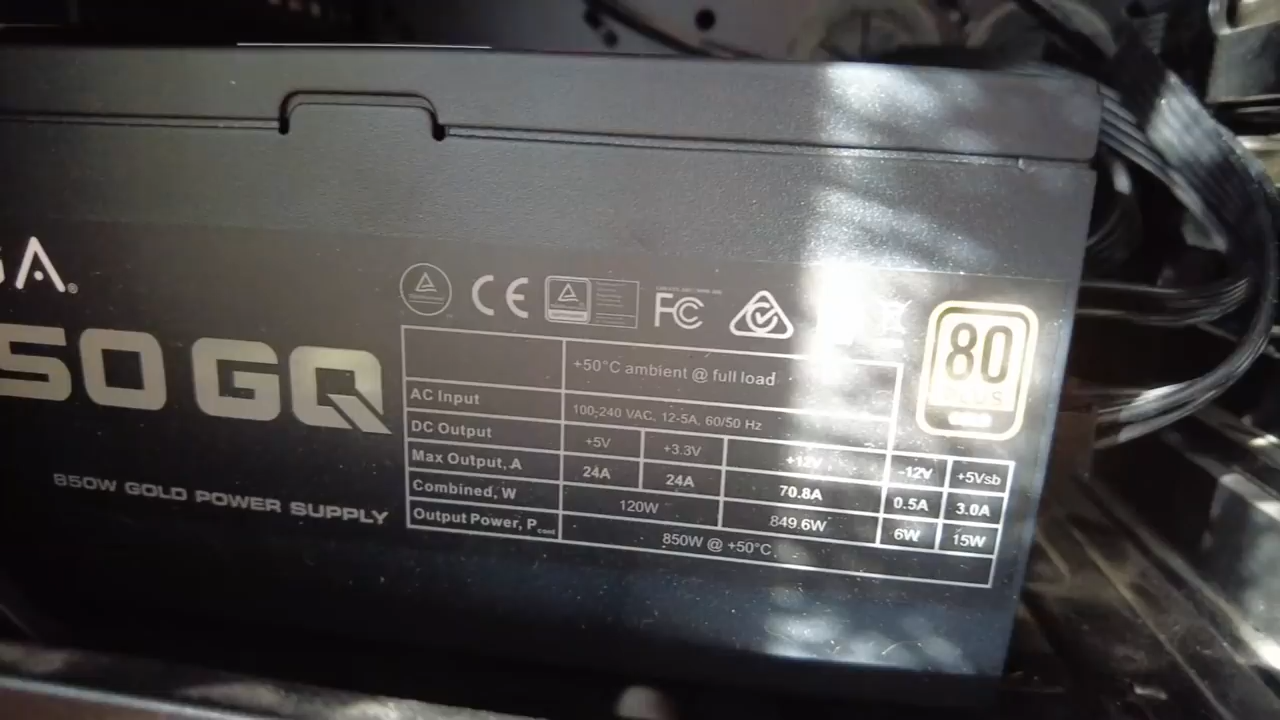 GA®
50 GQ
850W GOLD POWER SUPPLY
CE
FC
80
PLUS
+50°C ambient @ full load
AC Input 100-240 VAC, 12-5A, 60/50 Hz
DC Output +5V +3.3V +12V -12V +5Vsb
Max Output, A 24A 24A 70.8A 0.5A 3.0A
Combined, W 120W 849.6W 6W 15W
Output Power, Pcont 850W @ +50°C